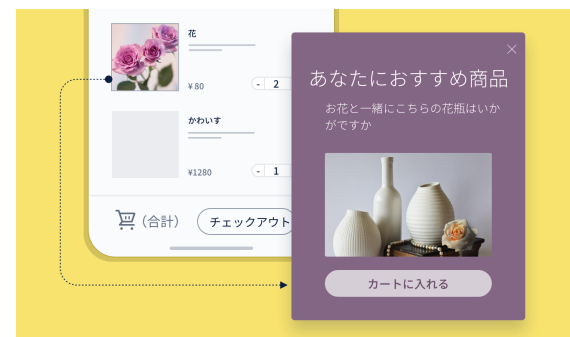 花
¥80
- 2
かわいす
¥1280
- 1
(合計)
チェックアウト
あなたにおすすめ商品
お花と一緒にこちらの花瓶はいか
がですか
カートに入れる